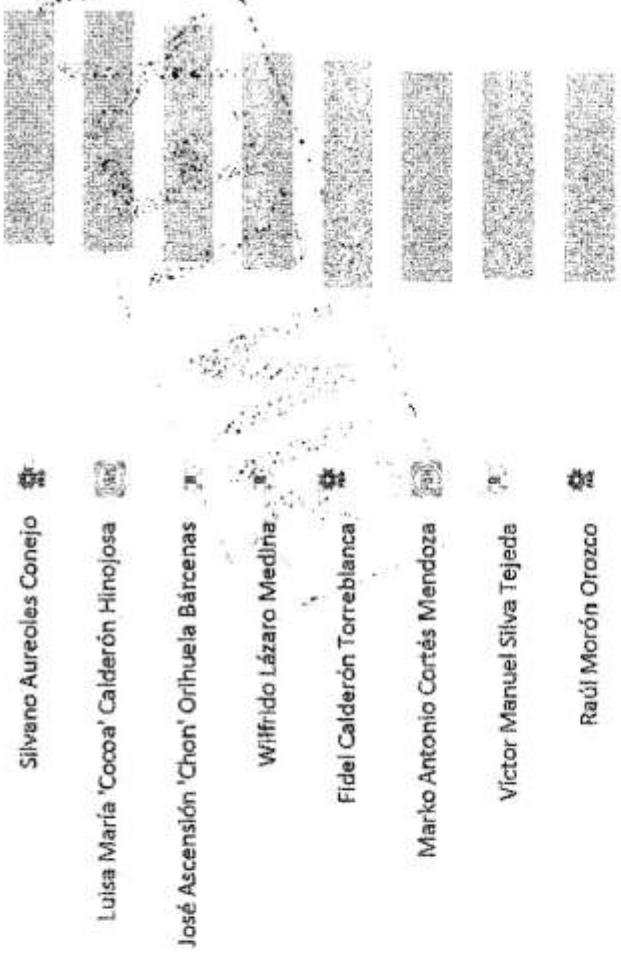 Silvano Aureoles Conejo
Luisa María 'Cocoa' Calderón Hinojosa
José Ascensión 'Chon' Orihuela Bárcenas
Wilfrido Lázaro Medina
Fidel Calderón Torreblanca
Marko Antonio Cortés Mendoza
Víctor Manuel Silva Tejeda
Raúl Morón Orozco